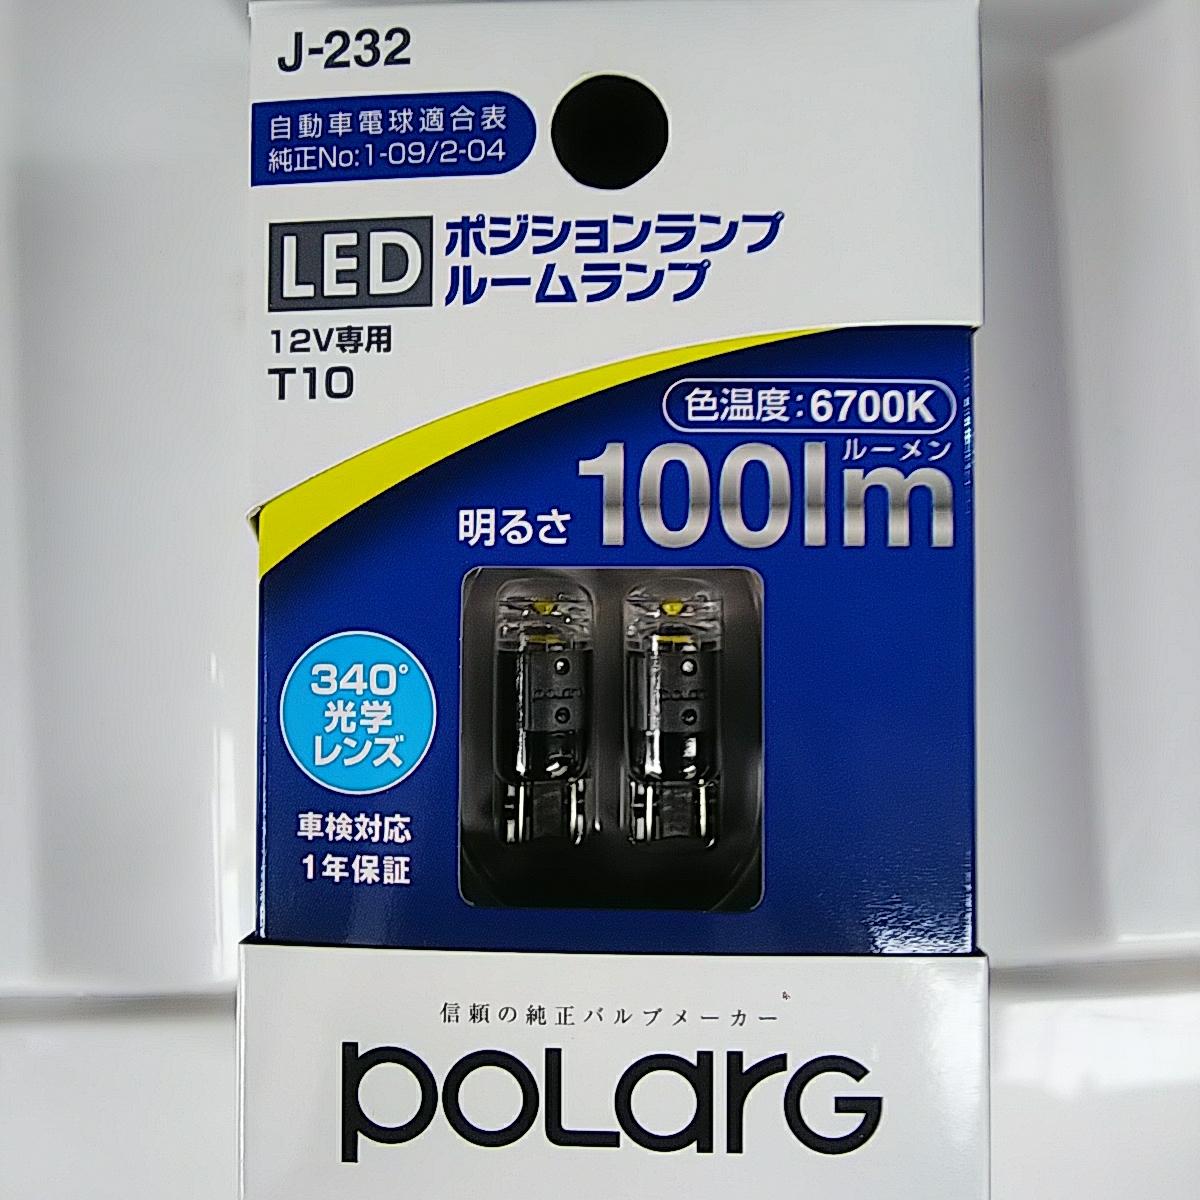 J-232
自動車電球適合表
純正No:1-09/2-04
LED
ポジションランプ
ルームランプ
12V専用
T10
色温度:6700K
ルーメン
明るさ 100lm
340°
光学
レンズ
車検対応
1年保証
信頼の純正バルブメーカー
POLARG